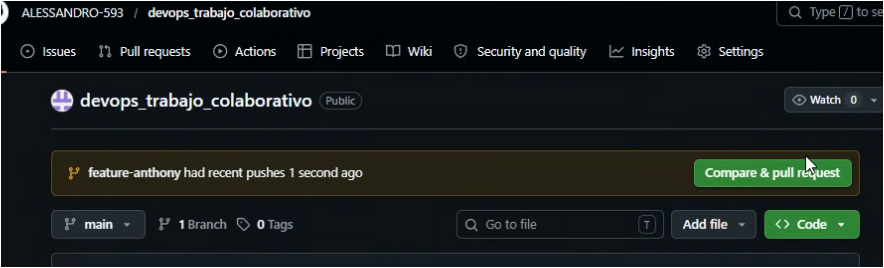 ALESSANDRO-593 / devops_trabajo_colaborativo
Type / to se
Issues Pull requests Actions Projects Wiki Security and quality Insights Settings
devops_trabajo_colaborativo Public
Watch 0
feature-anthony had recent pushes 1 second ago
Compare & pull request
main 1 Branch 0 Tags
Go to file T
Add file
<> Code